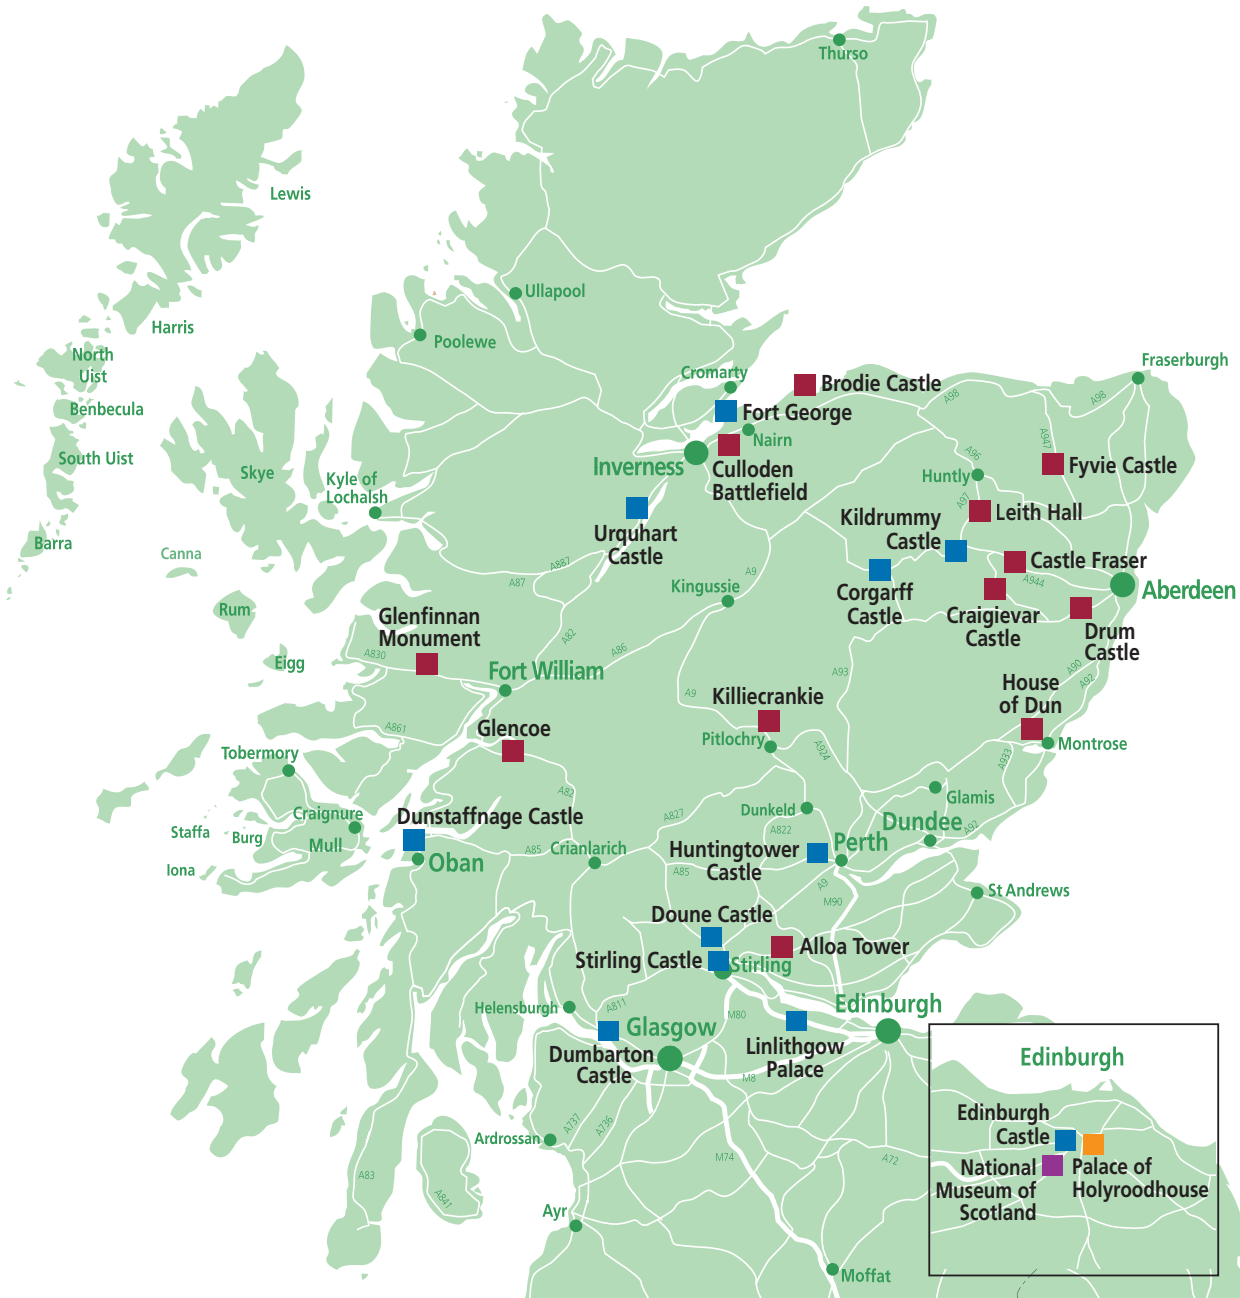 Thurso
Lewis
Ullapool
Harris
Poolewe
North
Uist
Benbecula
South Uist
Barra
Skye
Kyle of
Lochalsh
Canna
Rum
Eigg
Cromarty
Brodie Castle
Fort George
Nairn
Inverness
Culloden
Battlefield
Fraserburgh
A98
A98
A947
A96
Fyvie Castle
Huntly
A97
Leith Hall
Urquhart
Castle
Kildrummy
Castle
Castle Fraser
A944
Aberdeen
Corgarff
Castle
Craigievar
Castle
Drum
Castle
A887
A87
A9
Kingussie
Glenfinnan
Monument
A830
A82
A86
Fort William
A93
A90
A92
House
of Dun
Montrose
A9
Killiecrankie
Pitlochry
A924
A933
A861
Glencoe
Tobermory
A82
Glamis
Craignure
Staffa
Burg
Mull
Iona
Dunstaffnage Castle
Oban
A85
Crianlarich
A827
Dunkeld
A822
Dundee
A92
Huntingtower
Castle
Perth
A85
A9
M90
St Andrews
Doune Castle
Stirling Castle
Stirling
Alloa Tower
Helensburgh
A811
Glasgow
M80
Edinburgh
Dumbarton
Castle
Linlithgow
Palace
M8
Ardrossan
A737
A736
M74
A72
A83
A841
Ayr
Moffat
Edinburgh
Edinburgh
Castle
National
Museum of
Scotland
Palace of
Holyroodhouse